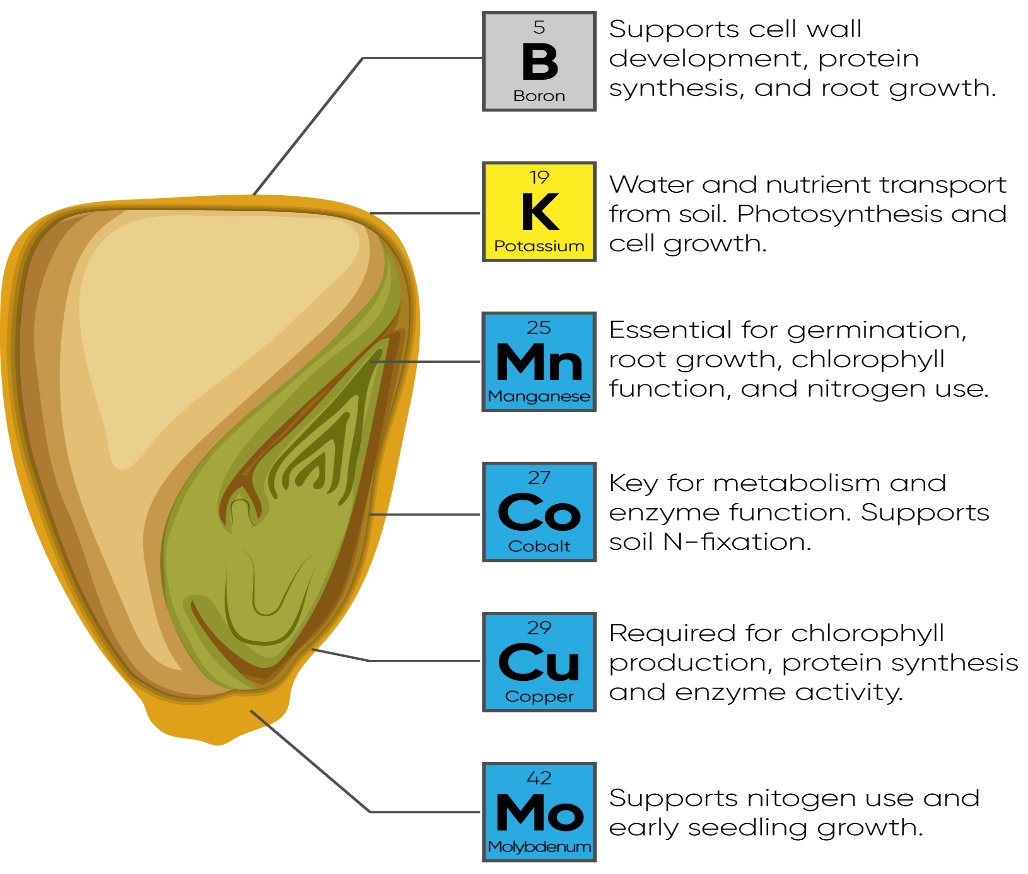 5
B
Boron
Supports cell wall
development, protein
synthesis, and root growth.
19
K
Potassium
Water and nutrient transport
from soil. Photosynthesis and
cell growth.
25
Mn
Manganese
Essential for germination,
root growth, chlorophyll
function, and nitrogen use.
27
Co
Cobalt
Key for metabolism and
enzyme function. Supports
soil N-fixation.
29
Cu
Copper
Required for chlorophyll
production, protein synthesis
and enzyme activity.
42
Mo
Molybdenum
Supports nitogen use and
early seedling growth.